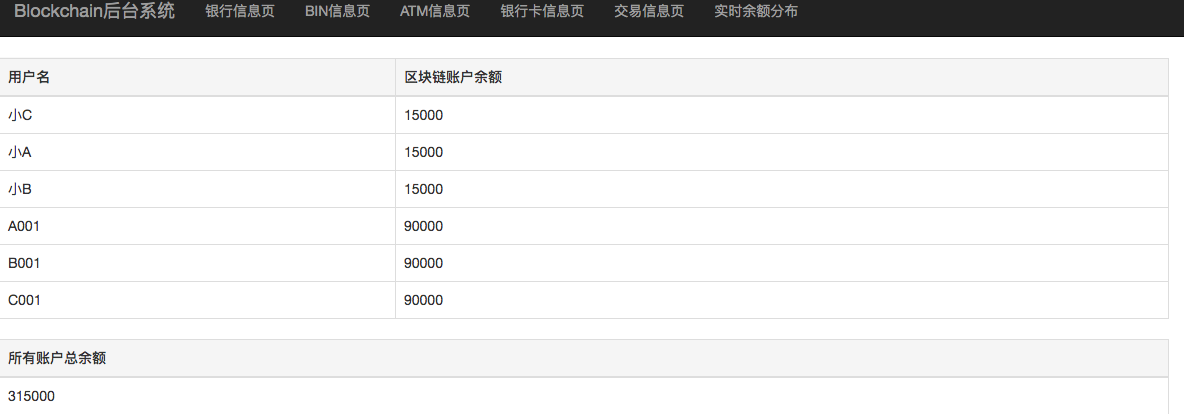 Blockchain后台系统 银行信息页 BIN信息页 ATM信息页 银行卡信息页 交易信息页 实时余额分布
用户名 区块链账户余额
小C 15000
小A 15000
小B 15000
A001 90000
B001 90000
C001 90000
所有账户总余额
315000